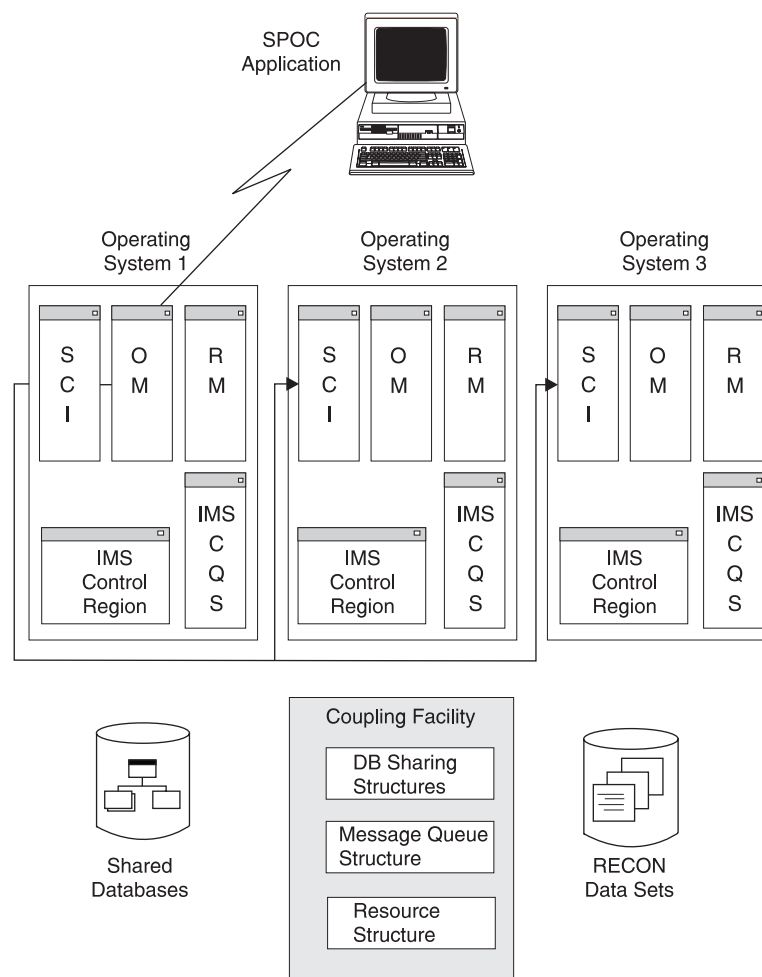 SPOC
Application
Operating
System 1
Operating
System 2
Operating
System 3
S
C
I
O
M
R
M
IMS
Control
Region
IMS
C
Q
S
S
C
I
O
M
R
M
IMS
Control
Region
IMS
C
Q
S
S
C
I
O
M
R
M
IMS
Control
Region
IMS
C
Q
S
Shared
Databases
Coupling Facility
DB Sharing
Structures
Message Queue
Structure
Resource
Structure
RECON
Data Sets